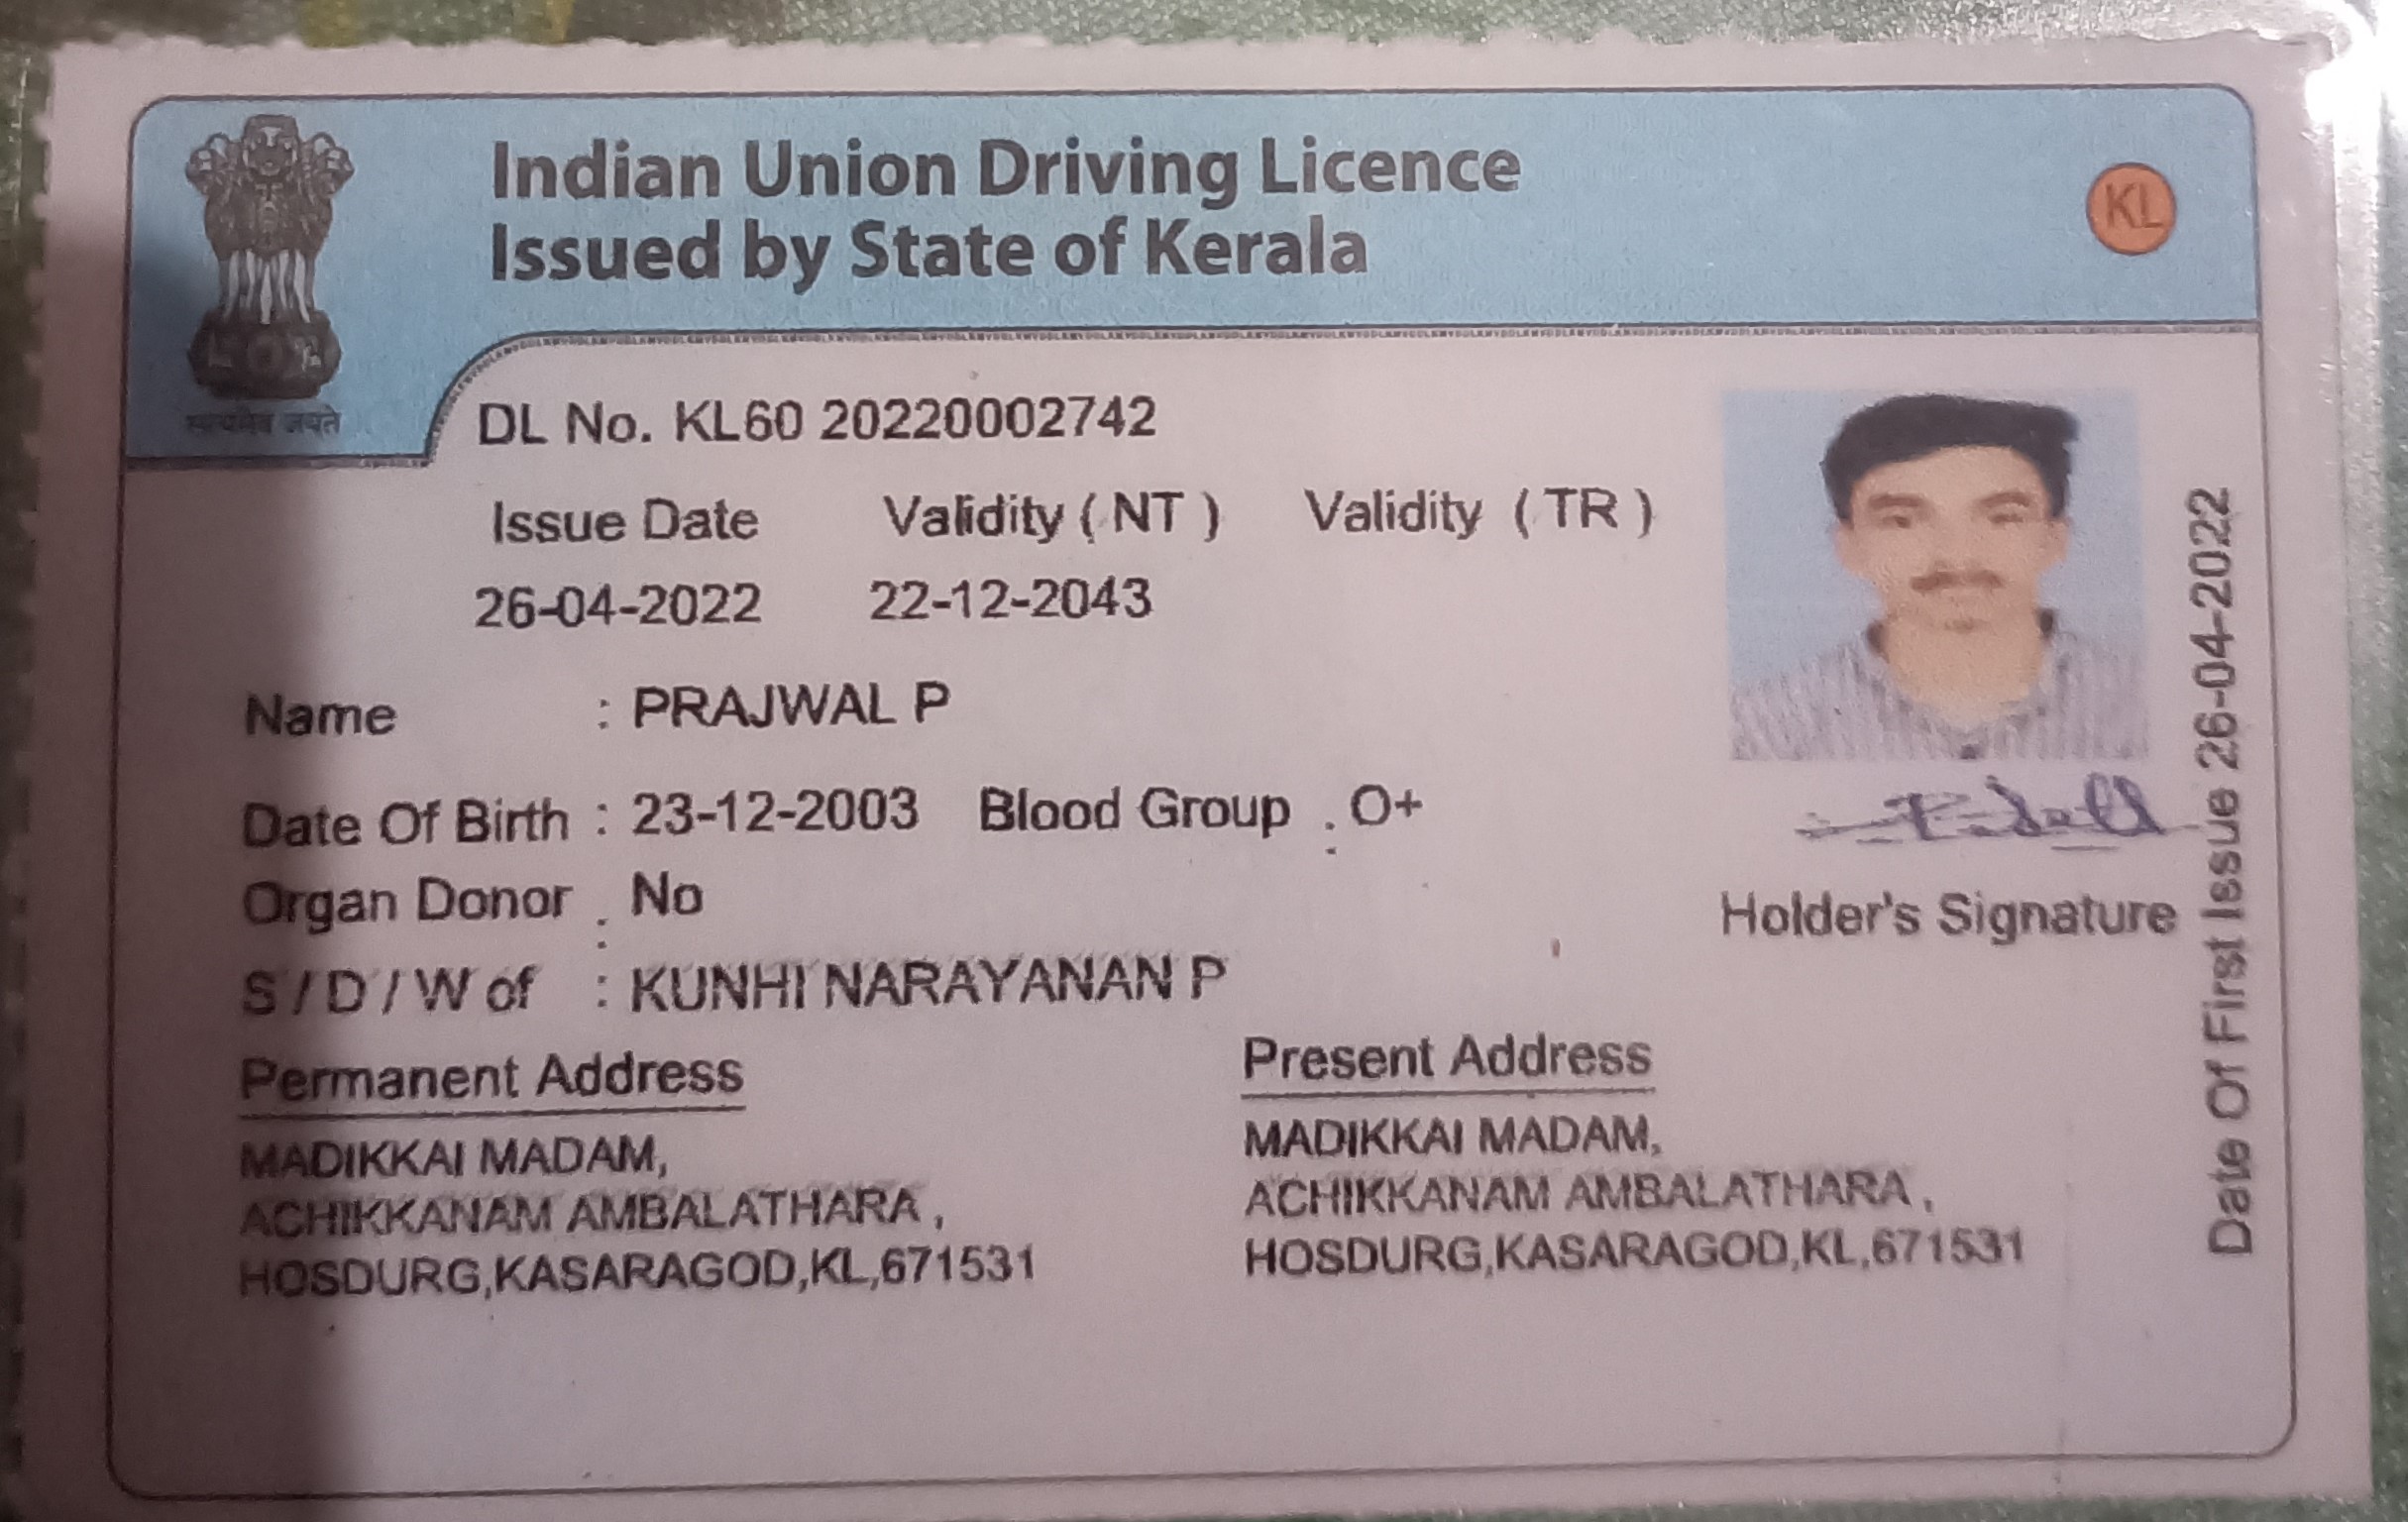 Indian Union Driving Licence
Issued by State of Kerala
KL
सत्यमेव जयते
DL No. KL60 20220002742
Issue Date Validity ( NT ) Validity ( TR )
26-04-2022 22-12-2043
Name : PRAJWAL P
Date Of Birth : 23-12-2003 Blood Group : O+
Organ Donor : No
Holder's Signature
S / D / W of : KUNHI NARAYANAN P
Permanent Address
MADIKKAI MADAM,
ACHIKKANAM AMBALATHARA ,
HOSDURG,KASARAGOD,KL,671531
Present Address
MADIKKAI MADAM,
ACHIKKANAM AMBALATHARA ,
HOSDURG,KASARAGOD,KL,671531
Date Of First Issue 26-04-2022